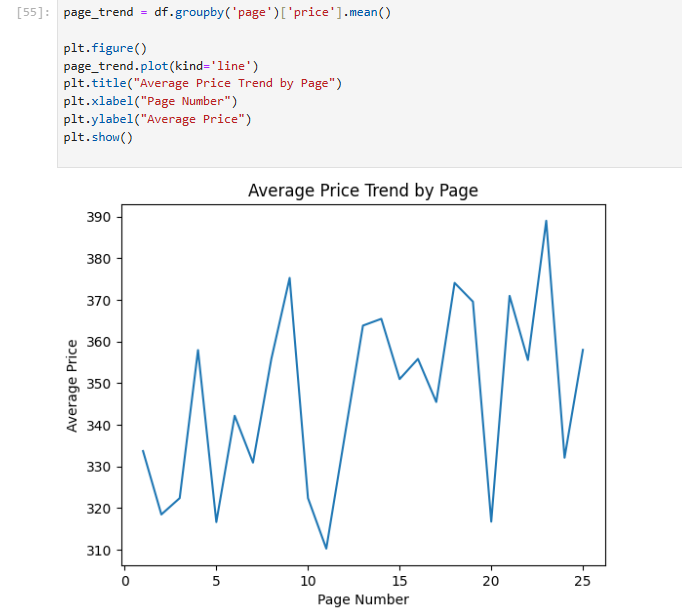 [55]: page_trend = df.groupby('page')['price'].mean()
plt.figure()
page_trend.plot(kind='line')
plt.title("Average Price Trend by Page")
plt.xlabel("Page Number")
plt.ylabel("Average Price")
plt.show()
Average Price Trend by Page
390
380
370
360
350
340
330
320
310
Average Price
0 5 10 15 20 25
Page Number